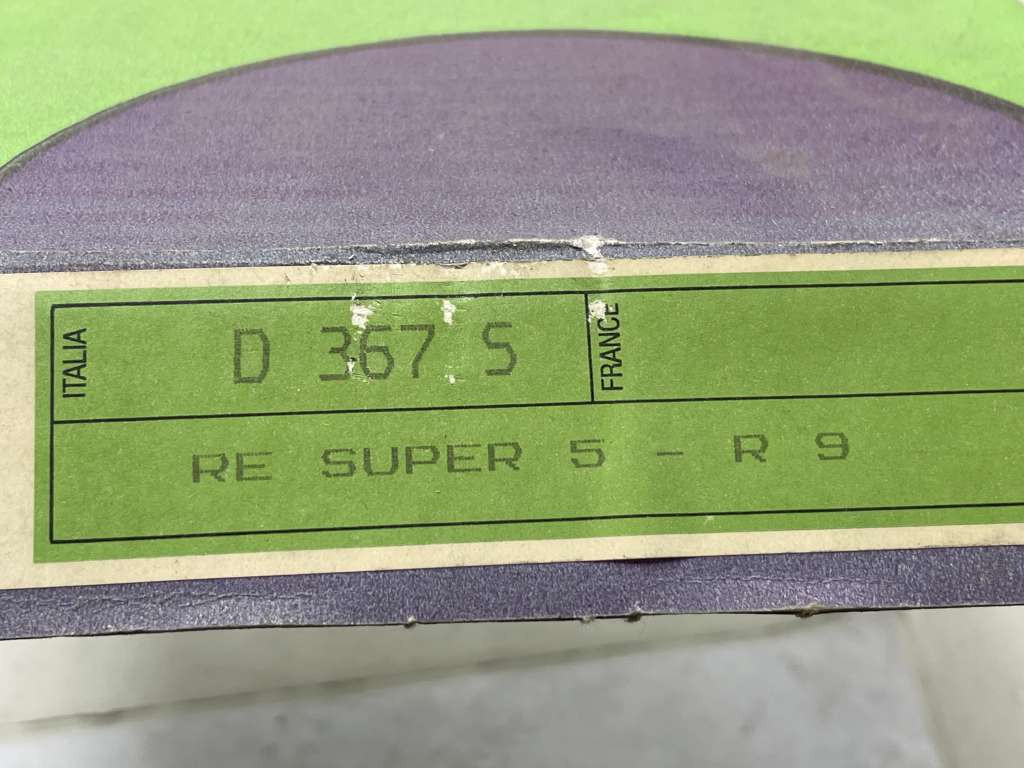 ITALIA
D 367 S
FRANCE
RE SUPER 5 - R 9